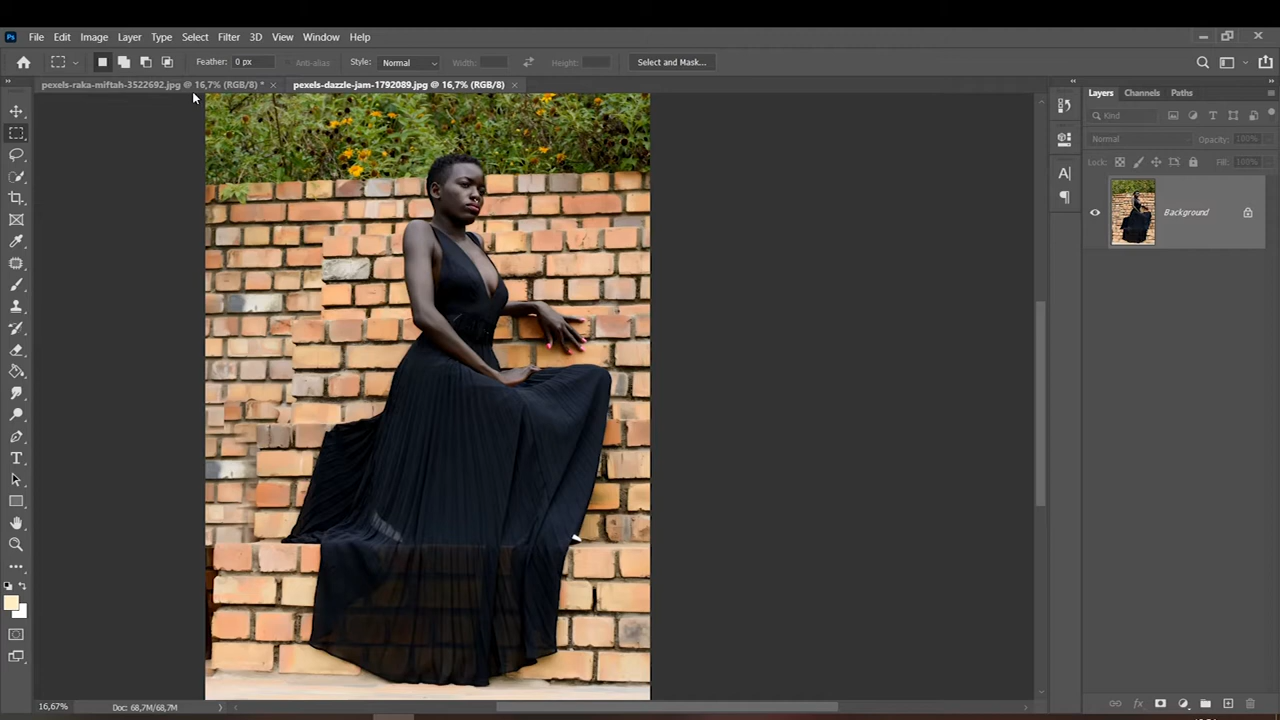 Ps File Edit Image Layer Type Select Filter 3D View Window Help
Feather: 0 px Anti-alias Style: Normal Width: Height: Select and Mask...
pexels-raka-miftah-3522692.jpg @ 16,7% (RGB/8) * × pexels-dazzle-jam-1792089.jpg @ 16,7% (RGB/8) ×
Layers Channels Paths
Kind
Normal Opacity: 100%
Lock: Fill: 100%
Background
16,67% Doc: 68,7M/68,7M